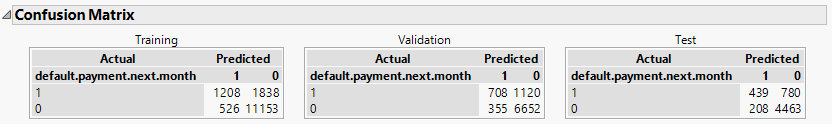 Confusion Matrix
Training Validation Test
Actual Predicted Actual Predicted Actual Predicted
default.payment.next.month 1 0 default.payment.next.month 1 0 default.payment.next.month 1 0
1 1208 1838 1 708 1120 1 439 780
0 526 11153 0 355 6652 0 208 4463